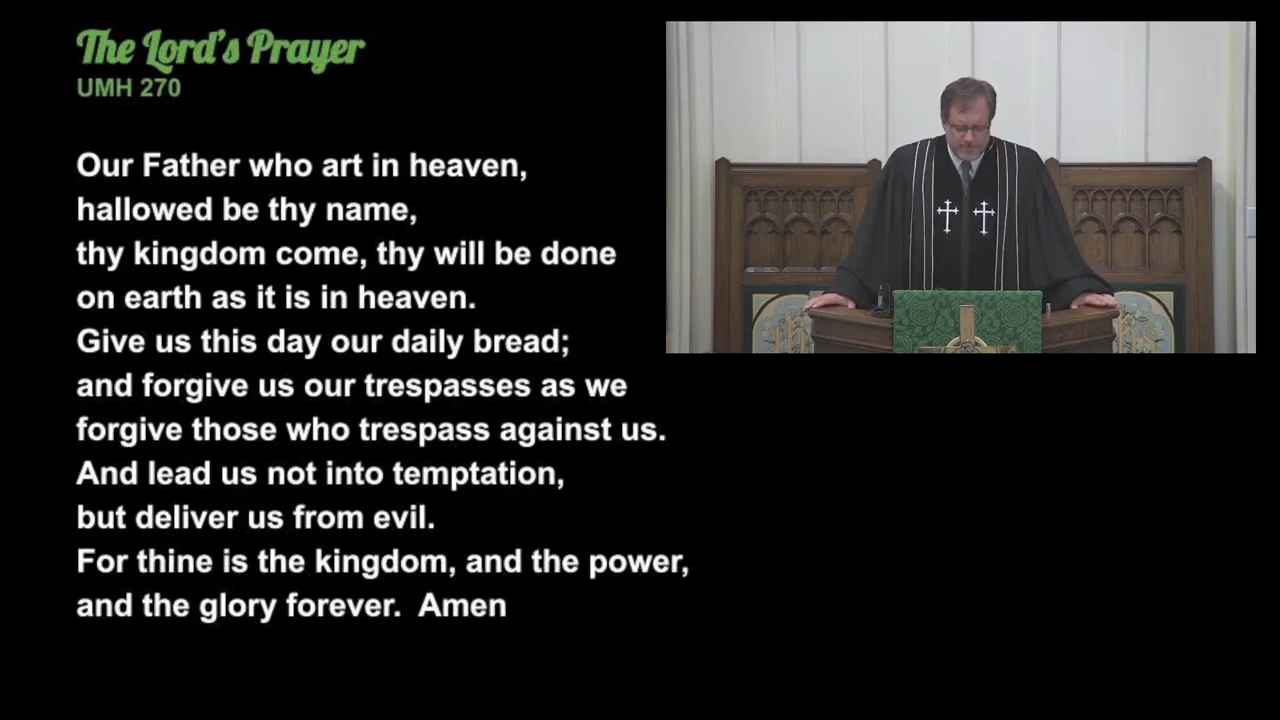 The Lord's Prayer
UMH 270
Our Father who art in heaven,
hallowed be thy name,
thy kingdom come, thy will be done
on earth as it is in heaven.
Give us this day our daily bread;
and forgive us our trespasses as we
forgive those who trespass against us.
And lead us not into temptation,
but deliver us from evil.
For thine is the kingdom, and the power,
and the glory forever.  Amen